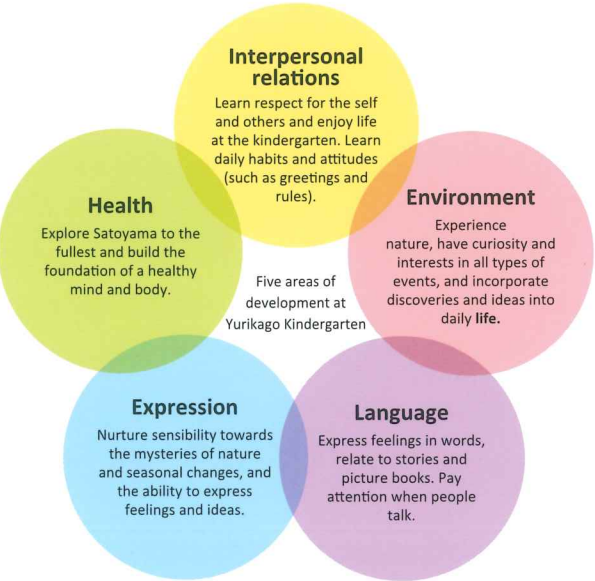 Interpersonal
relations
Learn respect for the self
and others and enjoy life
at the kindergarten. Learn
daily habits and attitudes
(such as greetings and
rules).
Health
Explore Satoyama to the
fullest and build the
foundation of a healthy
mind and body.
Environment
Experience
nature, have curiosity and
interests in all types of
events, and incorporate
discoveries and ideas into
daily life.
Five areas of
development at
Yurikago Kindergarten
Expression
Nurture sensibility towards
the mysteries of nature
and seasonal changes, and
the ability to express
feelings and ideas.
Language
Express feelings in words,
relate to stories and
picture books. Pay
attention when people
talk.